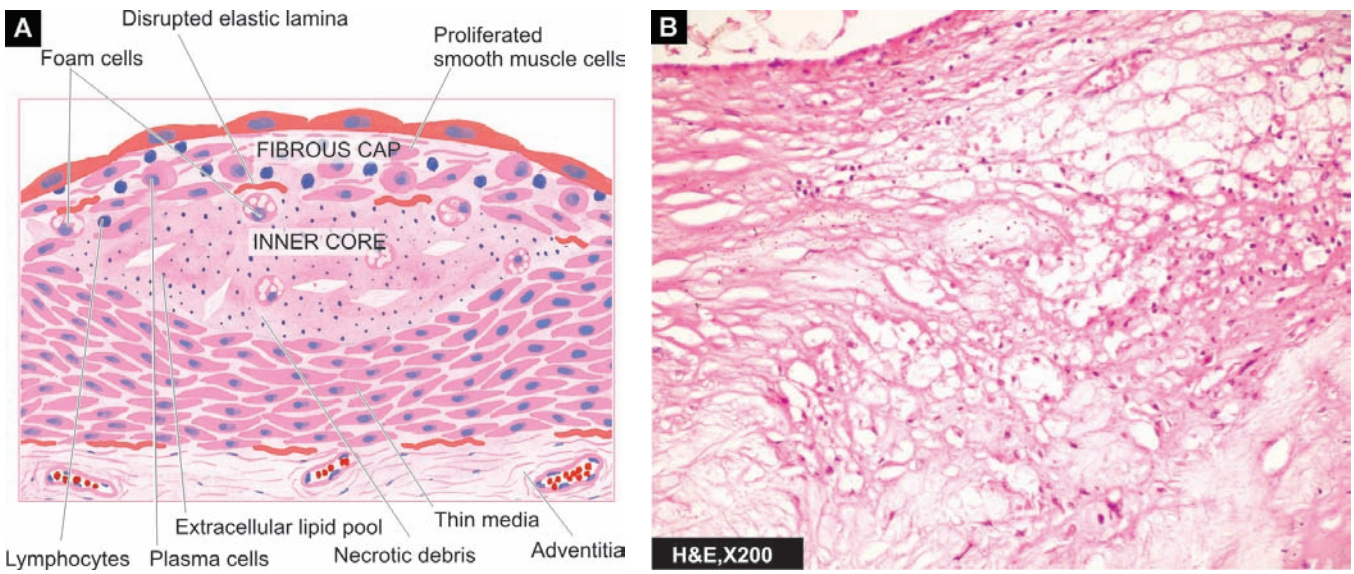 A
Disrupted elastic lamina
Foam cells
Proliferated
smooth muscle cells
FIBROUS CAP
INNER CORE
Extracellular lipid pool
Thin media
Lymphocytes
Plasma cells
Necrotic debris
Adventitia
B
H&E,X200